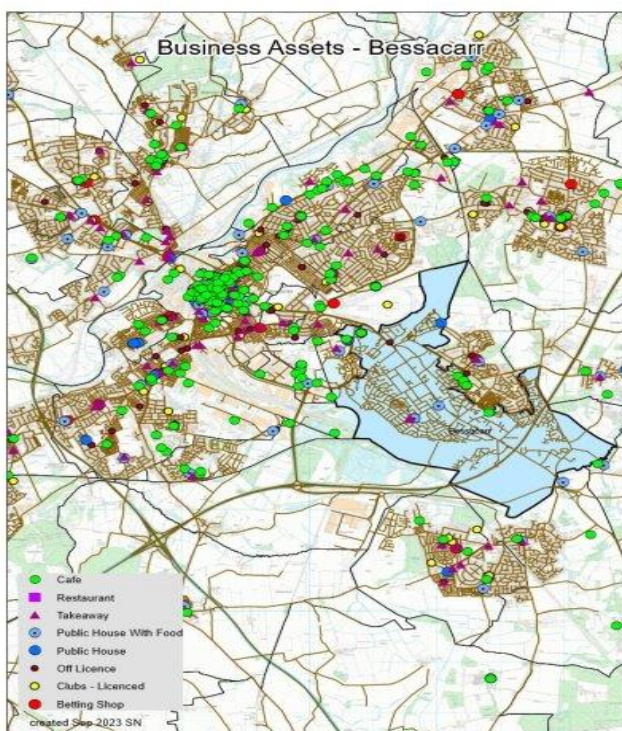 Business Assets - Bessacarr
Bessacarr
Cafe
Restaurant
Takeaway
Public House With Food
Public House
Off Licence
Clubs - Licenced
Betting Shop
created Sep 2023 SN